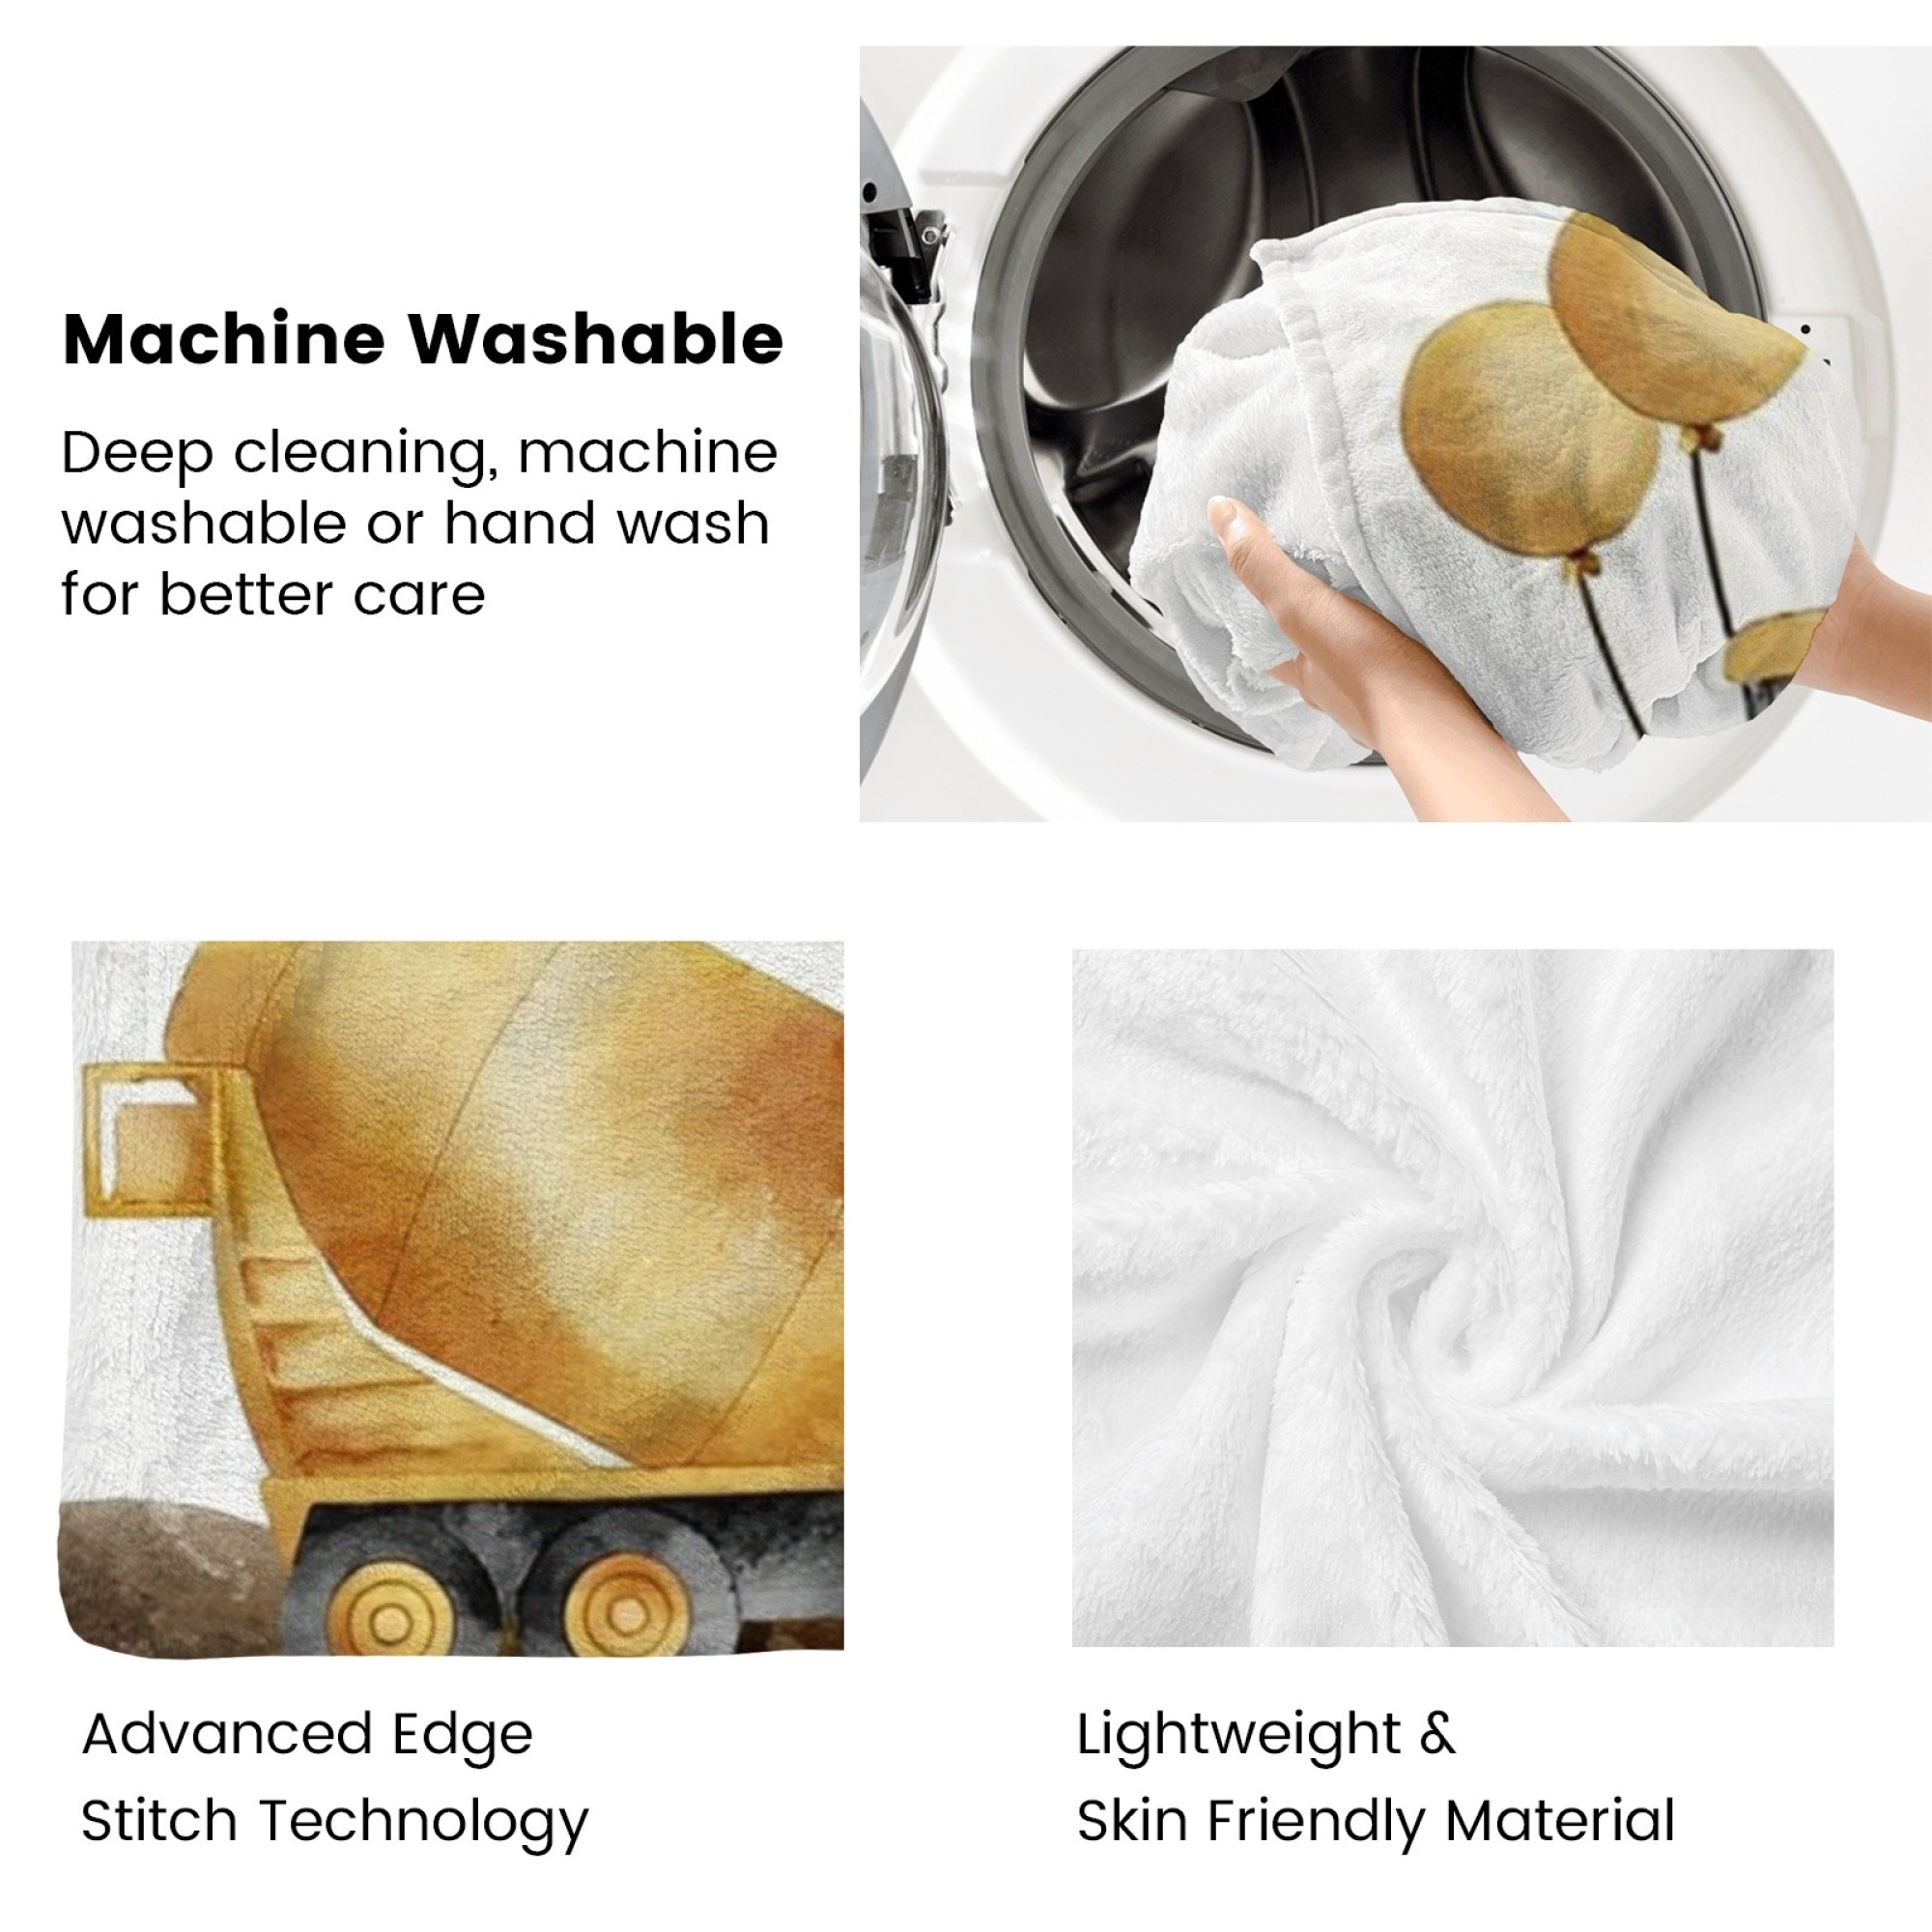 Machine Washable
Deep cleaning, machine
washable or hand wash
for better care
Advanced Edge
Stitch Technology
Lightweight &
Skin Friendly Material